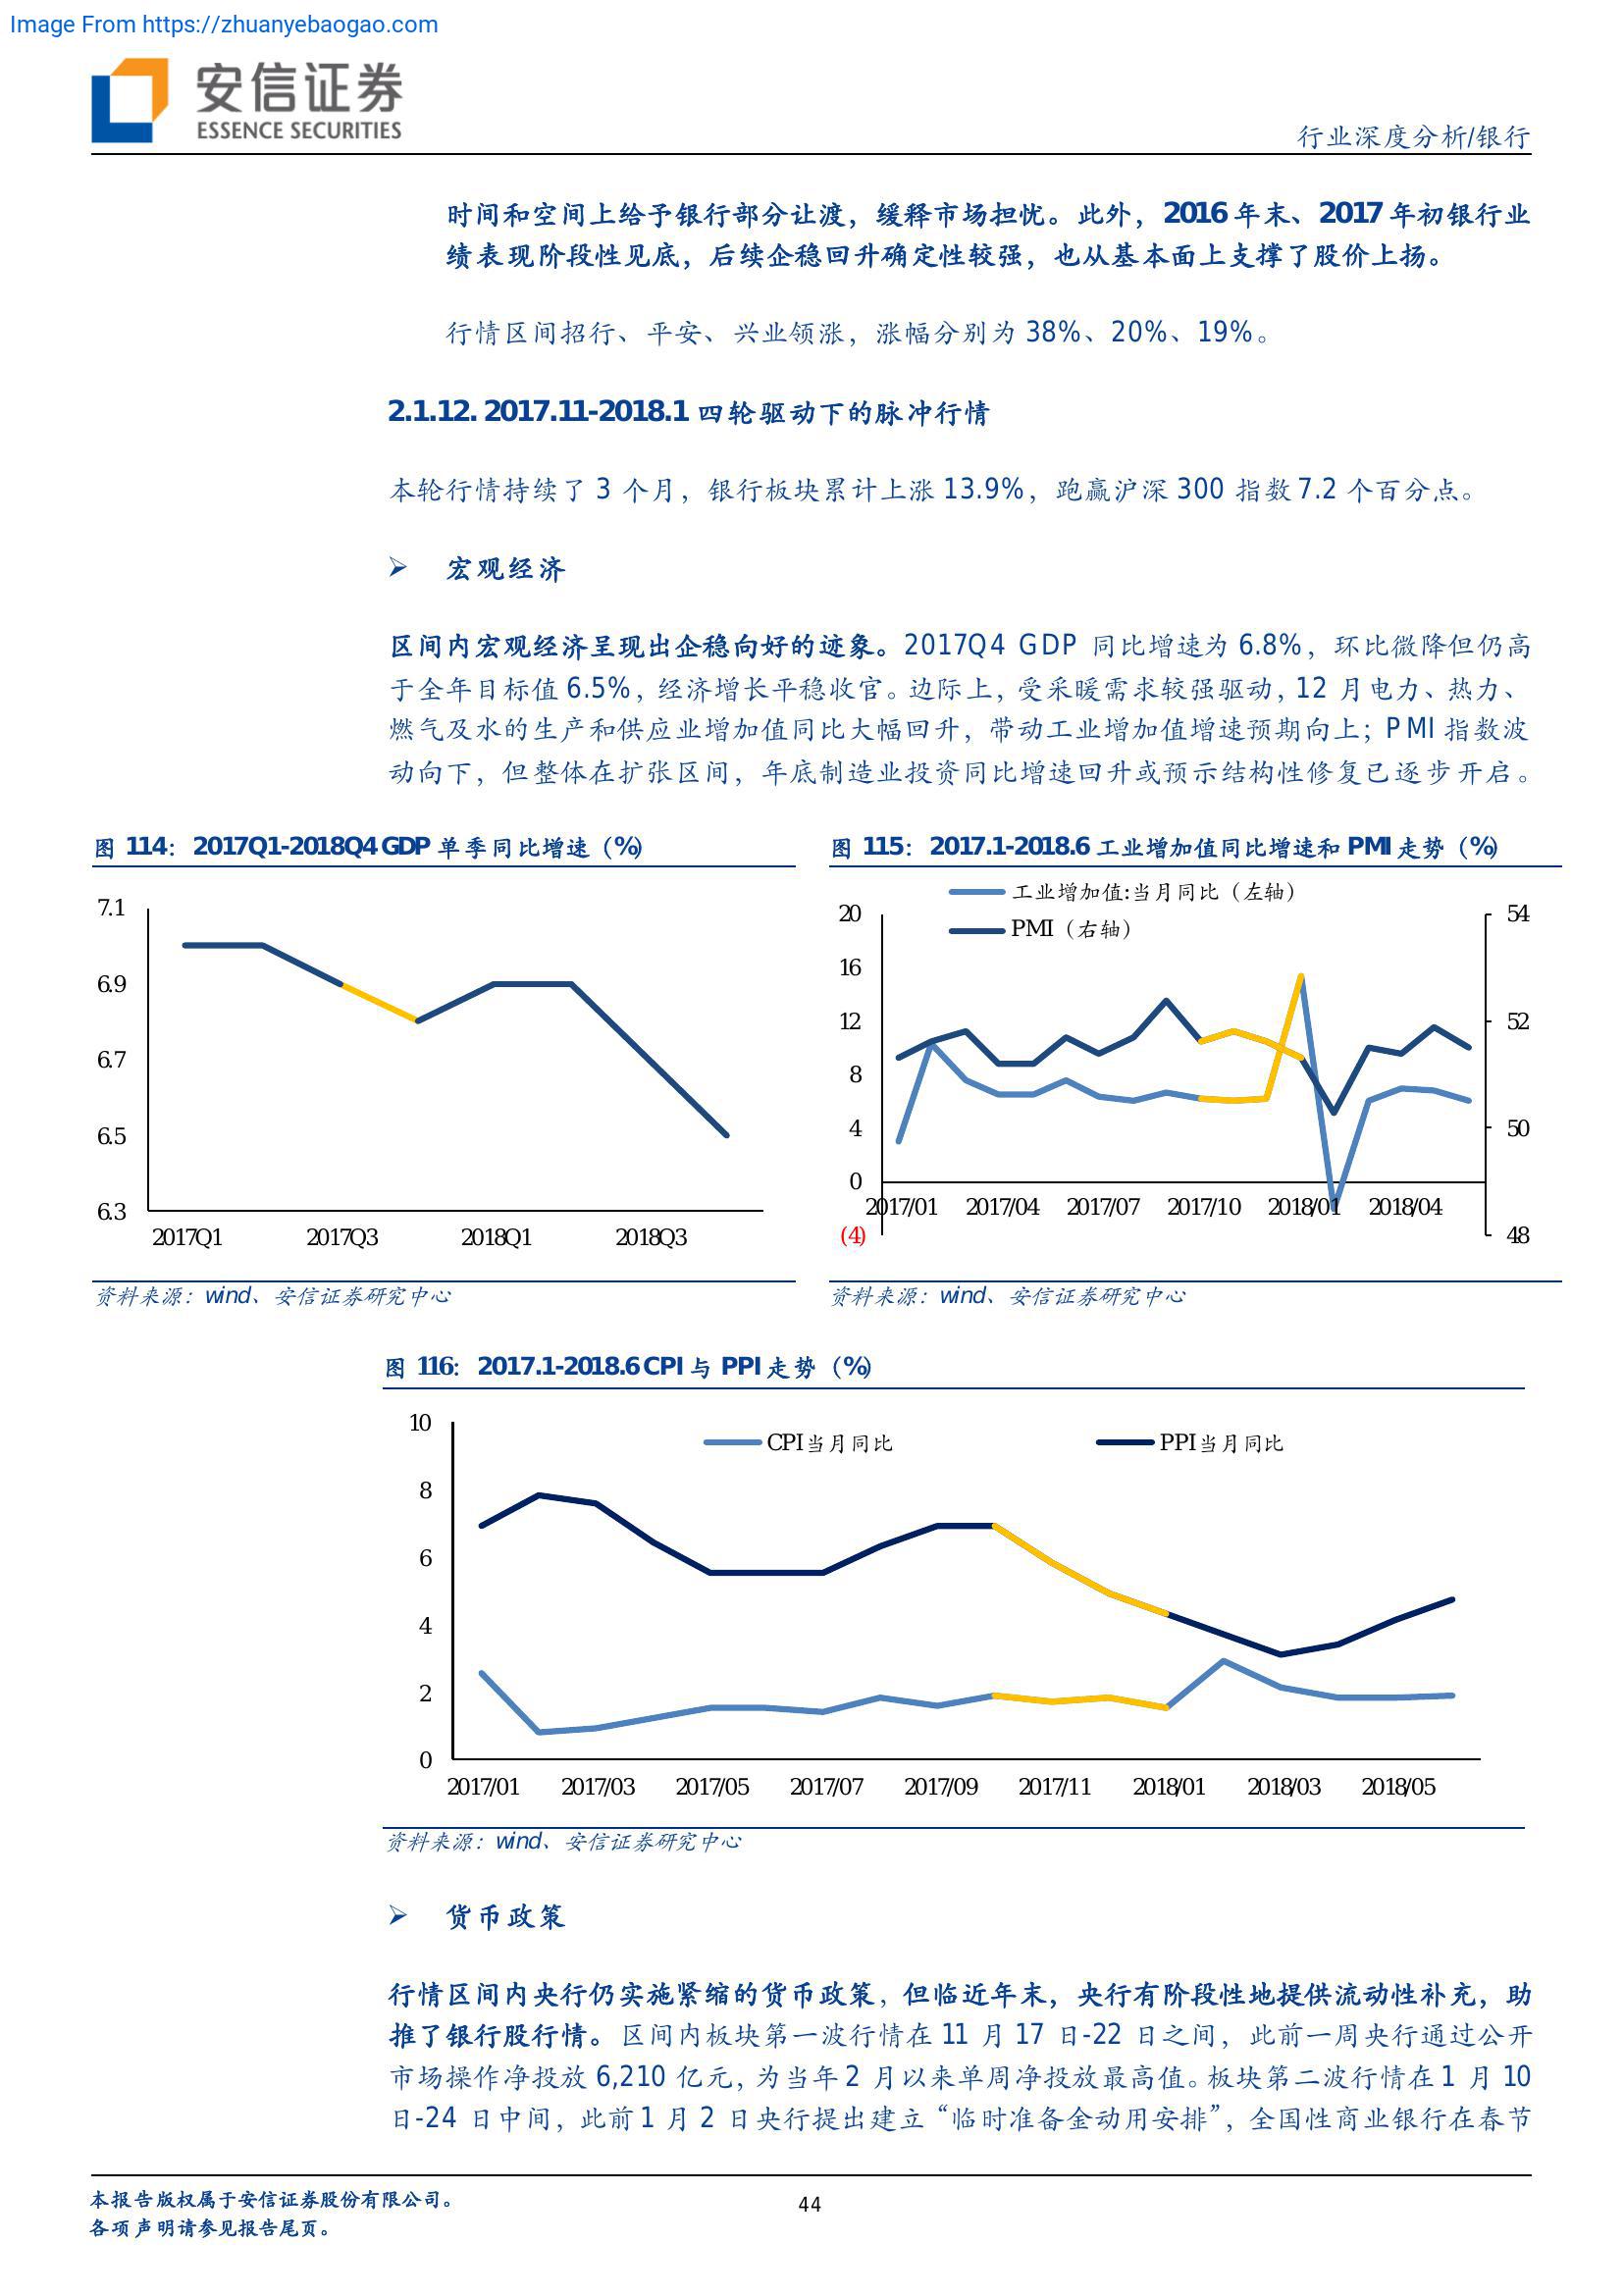 Image From https://zhuanyebaogao.com
安信证券
ESSENCE SECURITIES
行业深度分析/银行
时间和空间上给予银行部分让渡，缓释市场担忧。此外，2016 年末、2017 年初银行业
绩表现阶段性见底，后续企稳回升确定性较强，也从基本面上支撑了股价上扬。
行情区间招行、平安、兴业领涨，涨幅分别为 38%、20%、19%。
2.1.12. 2017.11-2018.1 四轮驱动下的脉冲行情
本轮行情持续了 3 个月，银行板块累计上涨 13.9%，跑赢沪深 300 指数 7.2 个百分点。
➢ 宏观经济
区间内宏观经济呈现出企稳向好的迹象。2017Q4 GDP 同比增速为 6.8%，环比微降但仍高
于全年目标值 6.5%，经济增长平稳收官。边际上，受采暖需求较强驱动，12 月电力、热力、
燃气及水的生产和供应业增加值同比大幅回升，带动工业增加值增速预期向上；PMI 指数波
动向下，但整体在扩张区间，年底制造业投资同比增速回升或预示结构性修复已逐步开启。
图 114：2017Q1-2018Q4 GDP 单季同比增速（%）
7.1
6.9
6.7
6.5
6.3
2017Q1 2017Q3 2018Q1 2018Q3
资料来源：wind、安信证券研究中心
图 115：2017.1-2018.6 工业增加值同比增速和 PMI 走势（%）
工业增加值:当月同比（左轴）
PMI（右轴）
20
16
12
8
4
0
(4)
54
52
50
48
2017/01 2017/04 2017/07 2017/10 2018/01 2018/04
资料来源：wind、安信证券研究中心
图 116：2017.1-2018.6 CPI 与 PPI 走势（%）
CPI当月同比 PPI当月同比
10
8
6
4
2
0
2017/01 2017/03 2017/05 2017/07 2017/09 2017/11 2018/01 2018/03 2018/05
资料来源：wind、安信证券研究中心
➢ 货币政策
行情区间内央行仍实施紧缩的货币政策，但临近年末，央行有阶段性地提供流动性补充，助
推了银行股行情。区间内板块第一波行情在 11 月 17 日-22 日之间，此前一周央行通过公开
市场操作净投放 6,210 亿元，为当年 2 月以来单周净投放最高值。板块第二波行情在 1 月 10
日-24 日中间，此前 1 月 2 日央行提出建立“临时准备金动用安排”，全国性商业银行在春节
本报告版权属于安信证券股份有限公司。
各项声明请参见报告尾页。
44